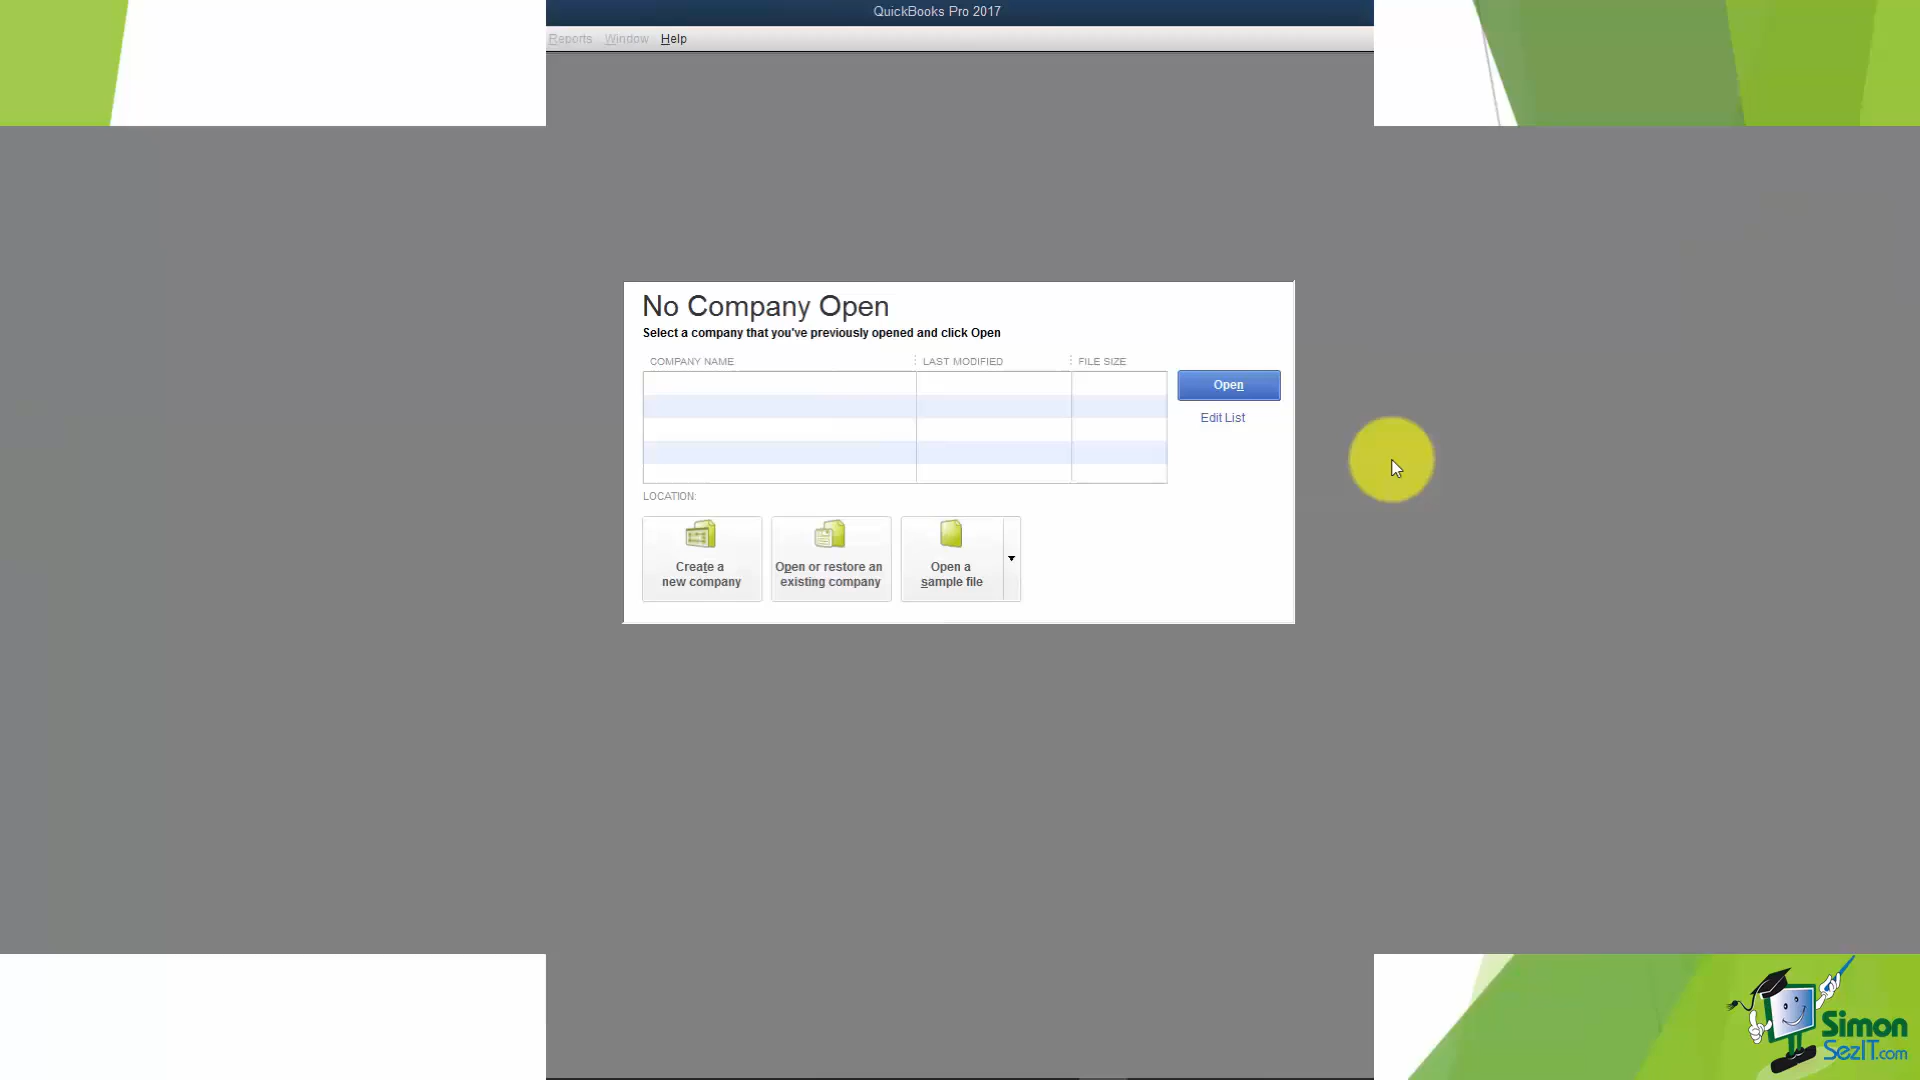 QuickBooks Pro 2017
Reports Window Help
No Company Open
Select a company that you've previously opened and click Open
COMPANY NAME LAST MODIFIED FILE SIZE
Open
Edit List
LOCATION:
Create a
new company
Open or restore an
existing company
Open a
sample file
Simon
SezIT.com